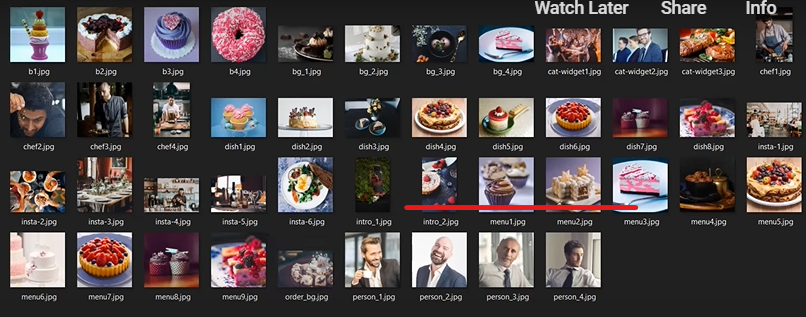 Watch Later Share Info
b1.jpg b2.jpg b3.jpg b4.jpg bg_1.jpg bg_2.jpg bg_3.jpg bg_4.jpg cat-widget1.jpg cat-widget2.jpg cat-widget3.jpg chef1.jpg
chef2.jpg chef3.jpg chef4.jpg dish1.jpg dish2.jpg dish3.jpg dish4.jpg dish5.jpg dish6.jpg dish7.jpg dish8.jpg insta-1.jpg
insta-2.jpg insta-3.jpg insta-4.jpg insta-5.jpg insta-6.jpg intro_1.jpg intro_2.jpg menu1.jpg menu2.jpg menu3.jpg menu4.jpg menu5.jpg
menu6.jpg menu7.jpg menu8.jpg menu9.jpg order_bg.jpg person_1.jpg person_2.jpg person_3.jpg person_4.jpg